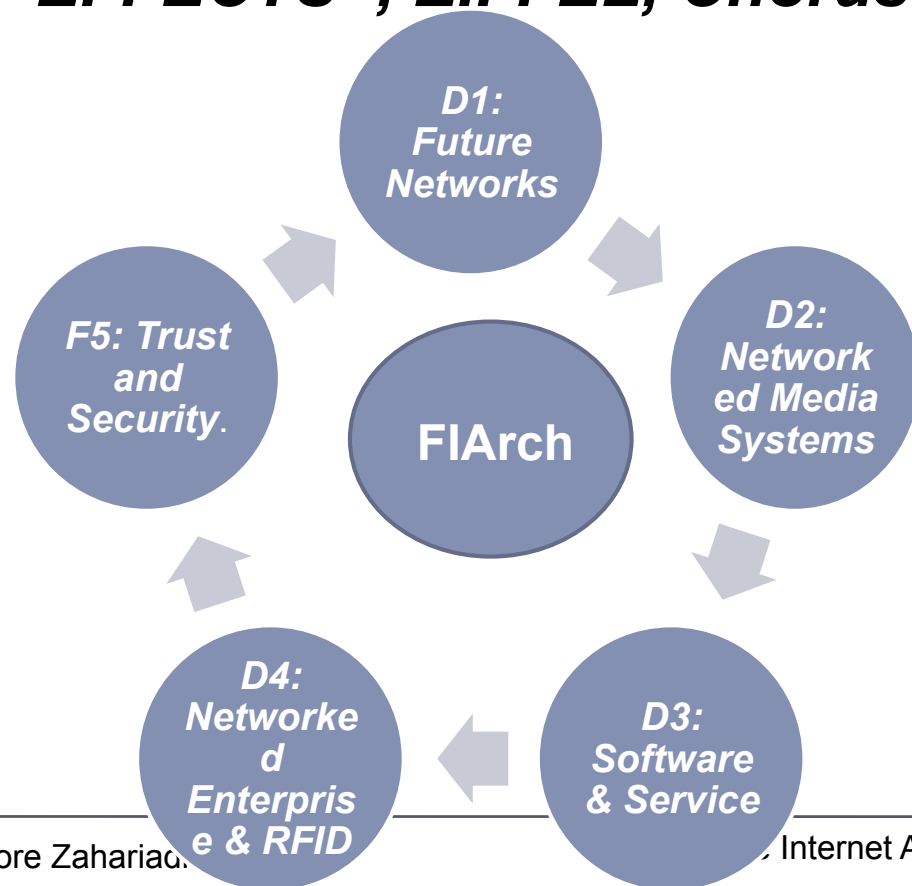 D1:
Future
Networks
D2:
Network
ed Media
Systems
F5: Trust
and
Security.
FIArch
D4:
Networke
d
Enterpris
e & RFID
D3:
Software
& Service
Internet A